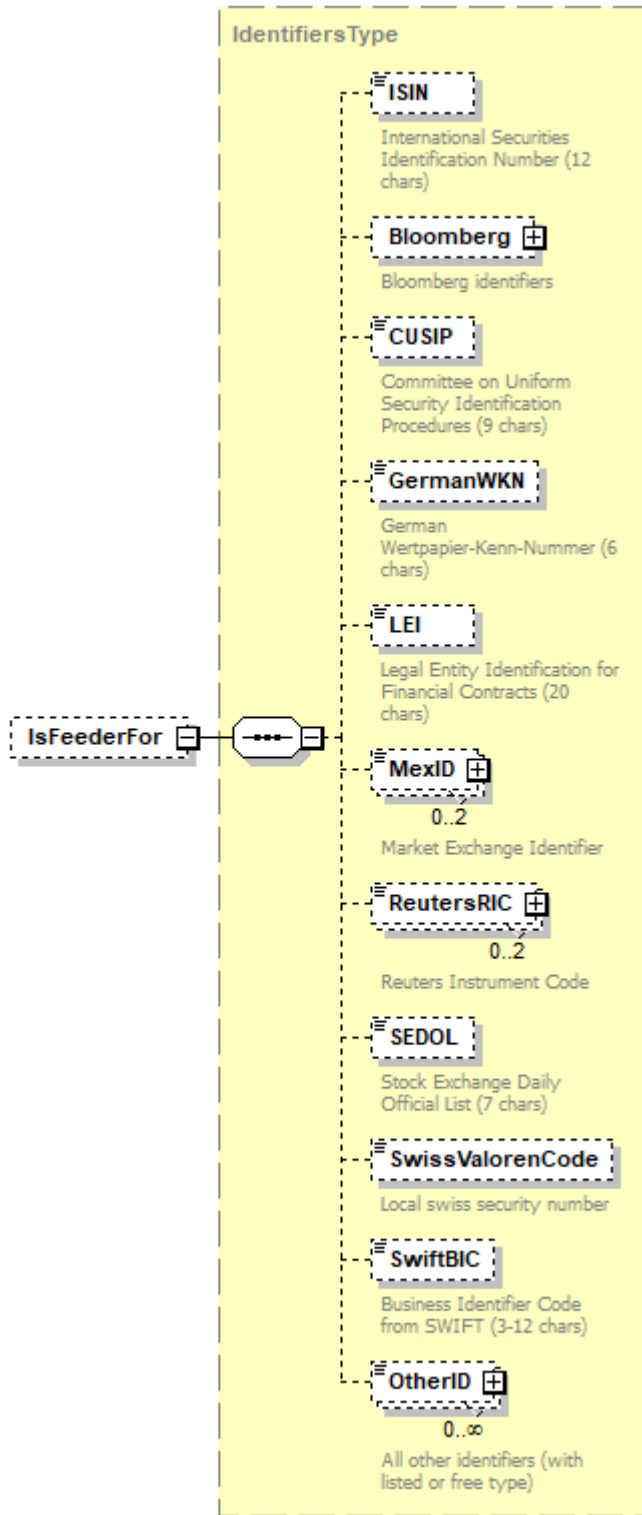 IdentifiersType
ISIN
International Securities
Identification Number (12
chars)
Bloomberg
Bloomberg identifiers
CUSIP
Committee on Uniform
Security Identification
Procedures (9 chars)
GermanWKN
German
Wertpapier-Kenn-Nummer (6
chars)
LEI
Legal Entity Identification for
Financial Contracts (20
chars)
IsFeederFor
MexID
0..2
Market Exchange Identifier
ReutersRIC
0..2
Reuters Instrument Code
SEDOL
Stock Exchange Daily
Official List (7 chars)
SwissValorenCode
Local swiss security number
SwiftBIC
Business Identifier Code
from SWIFT (3-12 chars)
OtherID
0..∞
All other identifiers (with
listed or free type)